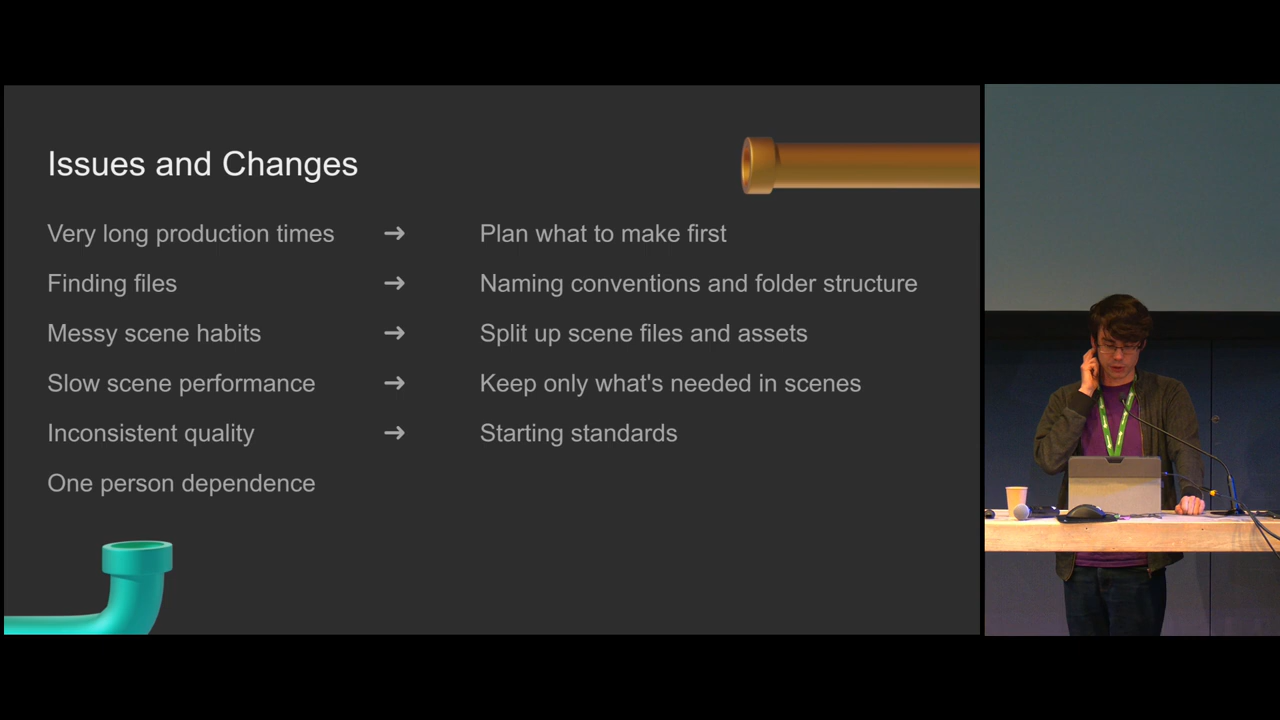 Issues and Changes
Very long production times → Plan what to make first
Finding files → Naming conventions and folder structure
Messy scene habits → Split up scene files and assets
Slow scene performance → Keep only what's needed in scenes
Inconsistent quality → Starting standards
One person dependence